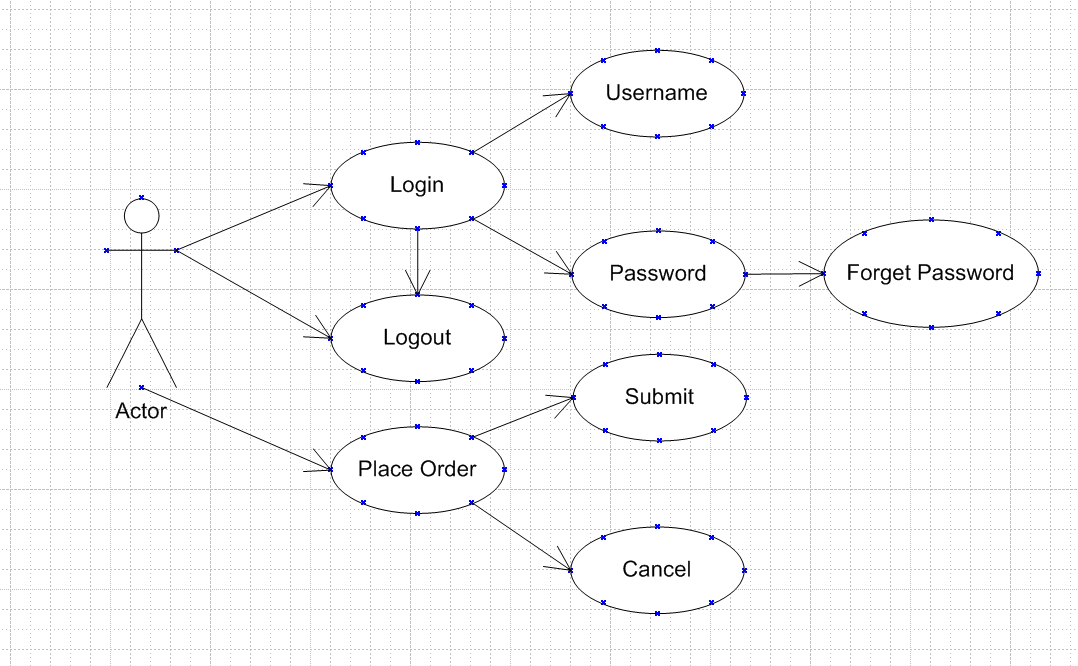 Username
Login
Password
Forget Password
Logout
Submit
Actor
Place Order
Cancel